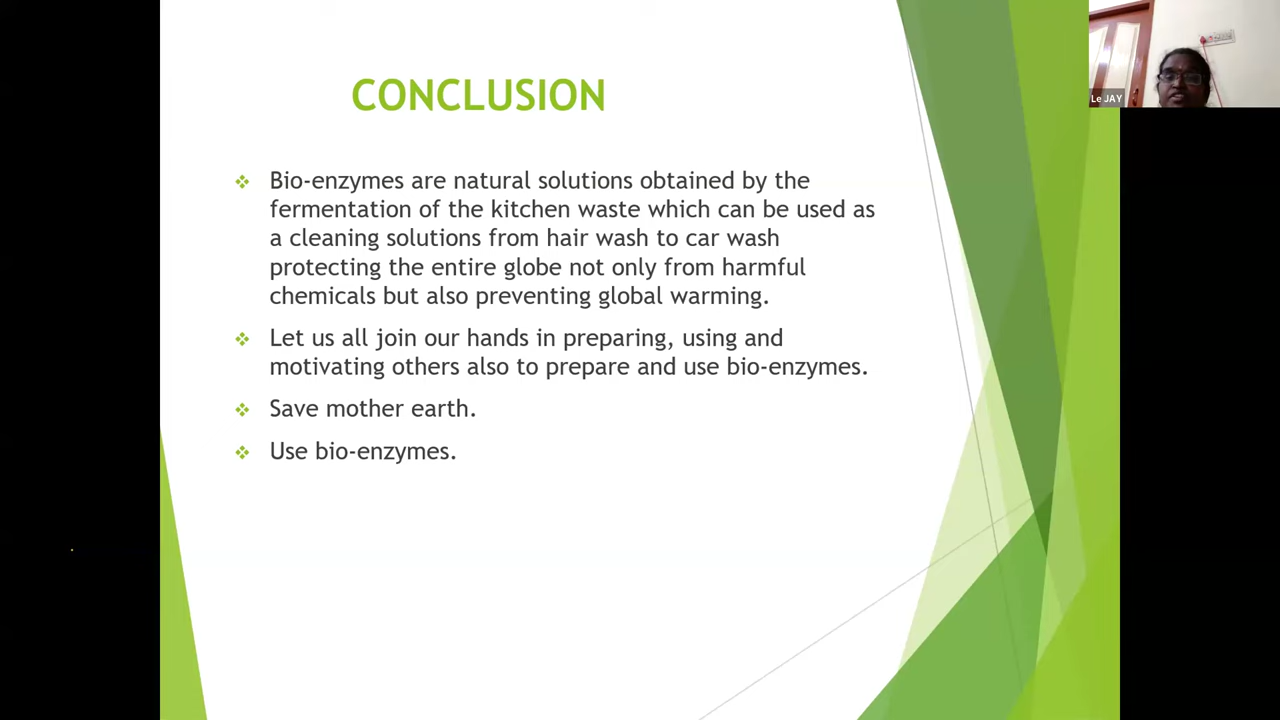 CONCLUSION
Bio-enzymes are natural solutions obtained by the
fermentation of the kitchen waste which can be used as
a cleaning solutions from hair wash to car wash
protecting the entire globe not only from harmful
chemicals but also preventing global warming.
Let us all join our hands in preparing, using and
motivating others also to prepare and use bio-enzymes.
Save mother earth.
Use bio-enzymes.
Le JAY